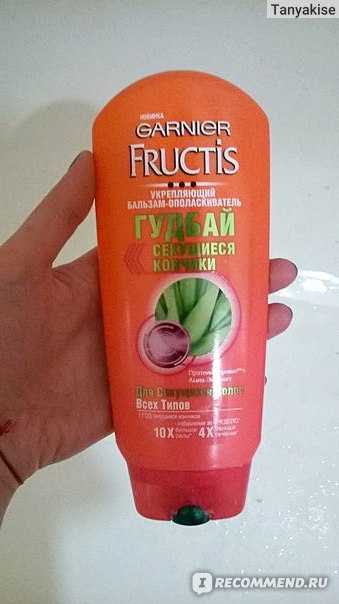 Tanyakise
НОВИНКА
GARNIER
FRUCTIS
УКРЕПЛЯЮЩИЙ
БАЛЬЗАМ-ОПОЛАСКИВАТЕЛЬ
ГУДБАЙ
СЕКУЩИЕСЯ
КОНЧИКИ
Для Секущихся Волос
Всех Типов
10X
4X
I RECOMMEND.RU